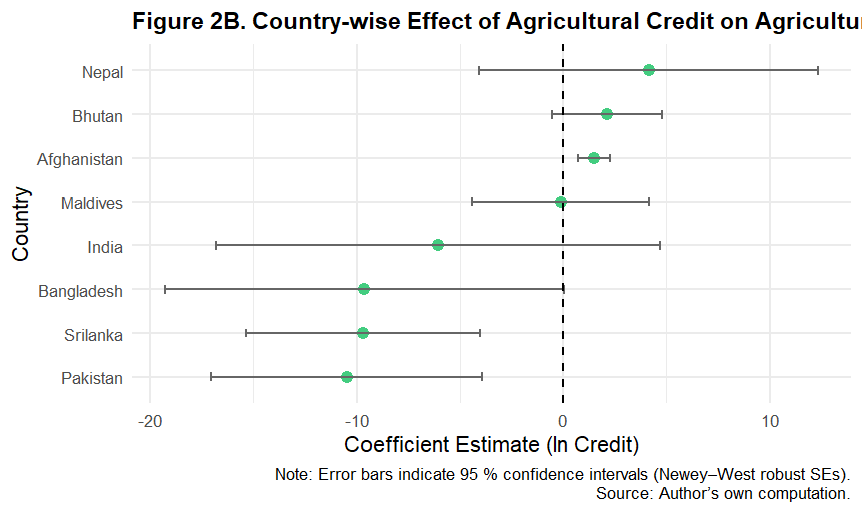 Figure 2B. Country-wise Effect of Agricultural Credit on
Nepal
Bhutan
Afghanistan
Maldives
India
Bangladesh
Srilanka
Pakistan
Country
-20 -10 0 10
Coefficient Estimate (ln Credit)
Note: Error bars indicate 95 % confidence intervals (Newey–West robust SEs).
Source: Author’s own computation.